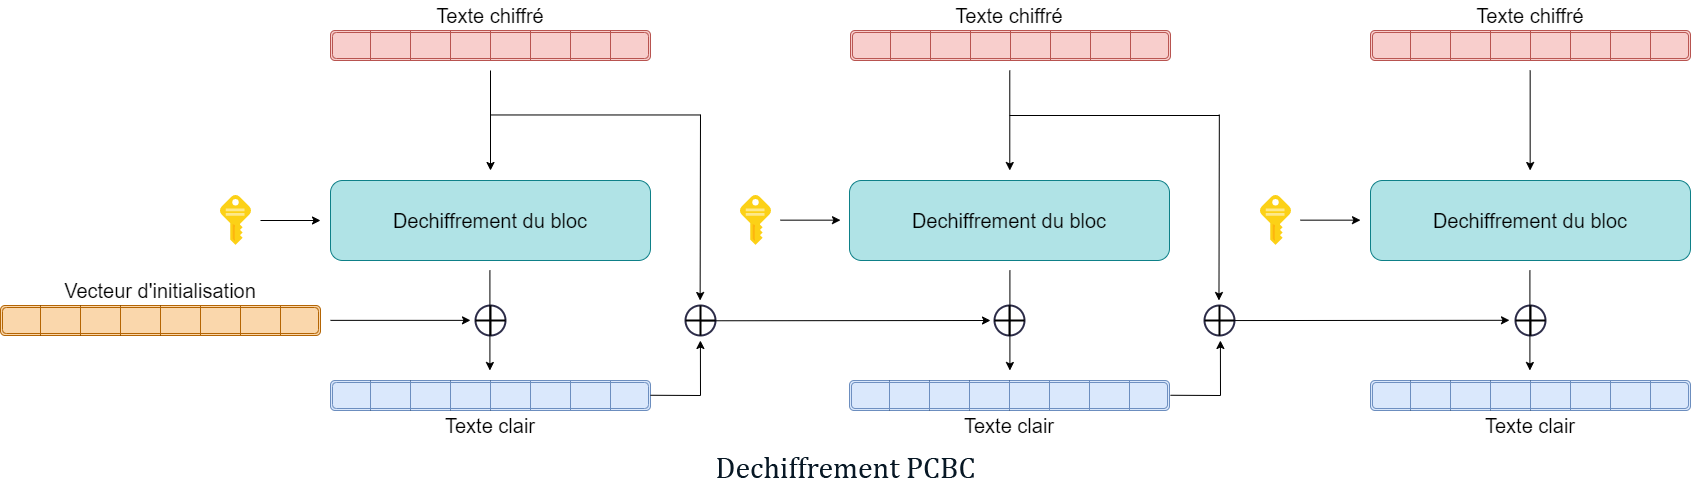 Texte chiffré
Texte chiffré
Texte chiffré
Dechiffrement du bloc
Dechiffrement du bloc
Dechiffrement du bloc
Vecteur d'initialisation
Texte clair
Texte clair
Texte clair
Dechiffrement PCBC